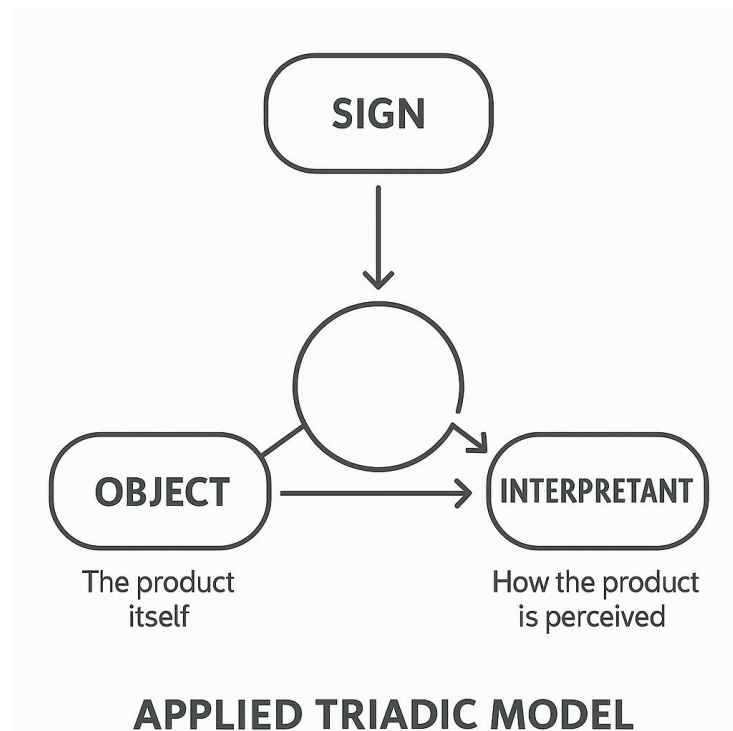 SIGN
OBJECT
INTERPRETANT
The product
itself
How the product
is perceived
APPLIED TRIADIC MODEL